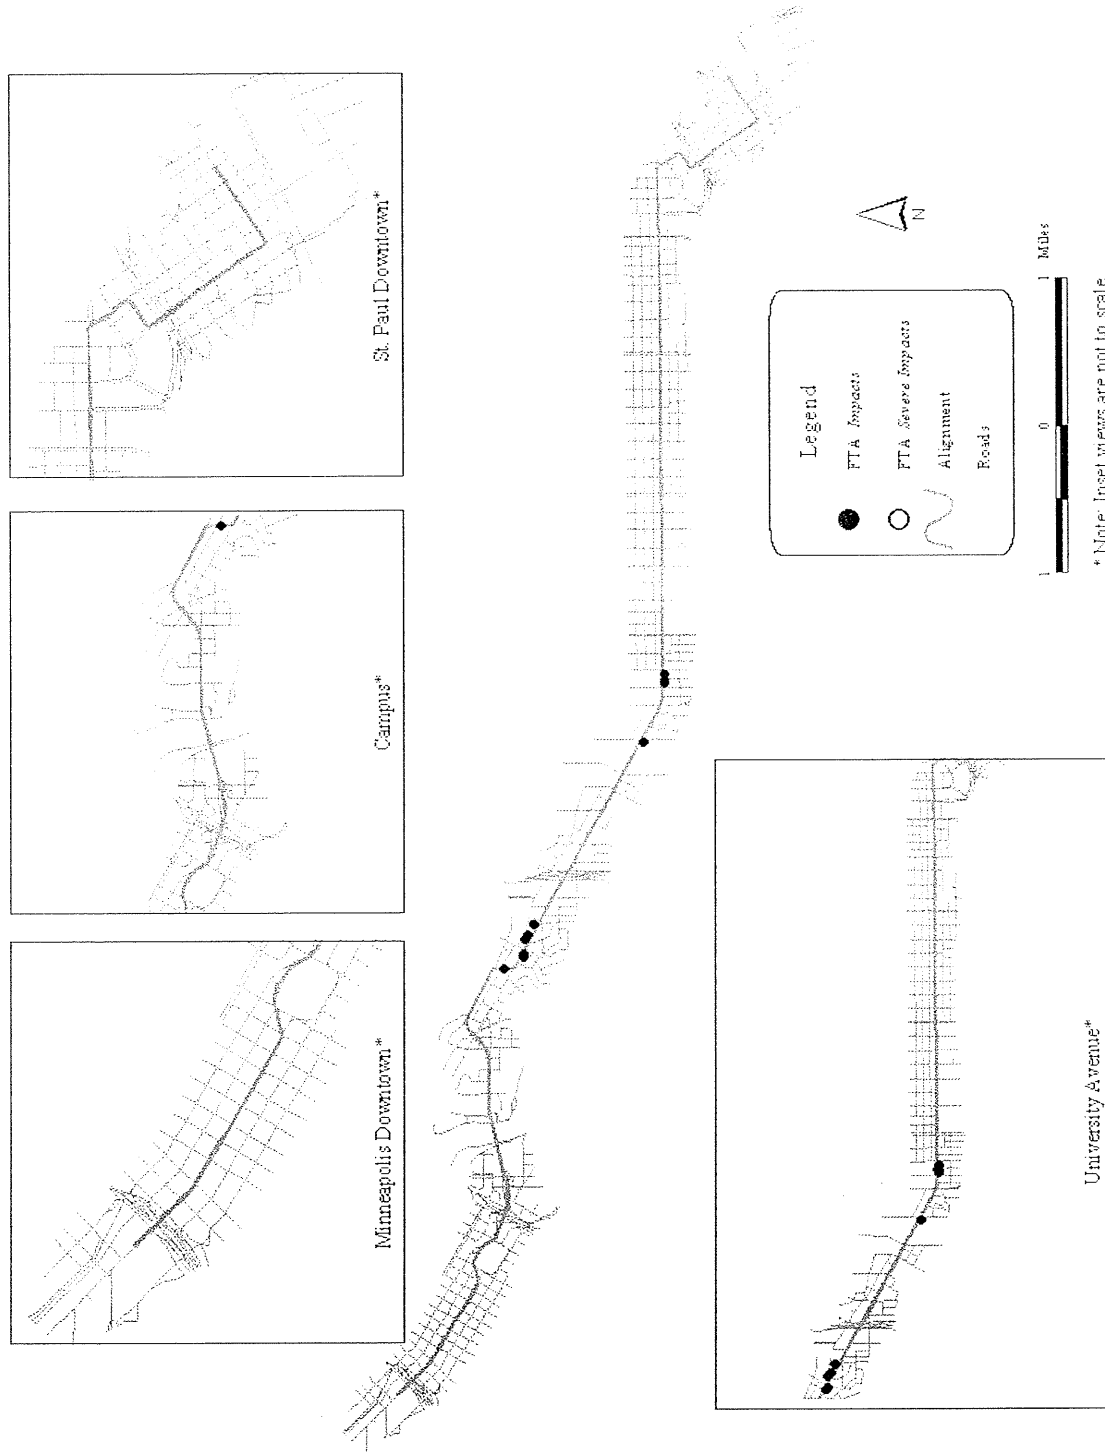 Minneapolis Downtown*
Campus*
St. Paul Downtown*
University Avenue*
Legend
FTA Impacts
FTA Severe Impacts
Alignment
Roads
N
1 0 1 Miles
* Note: Inset views are not to scale